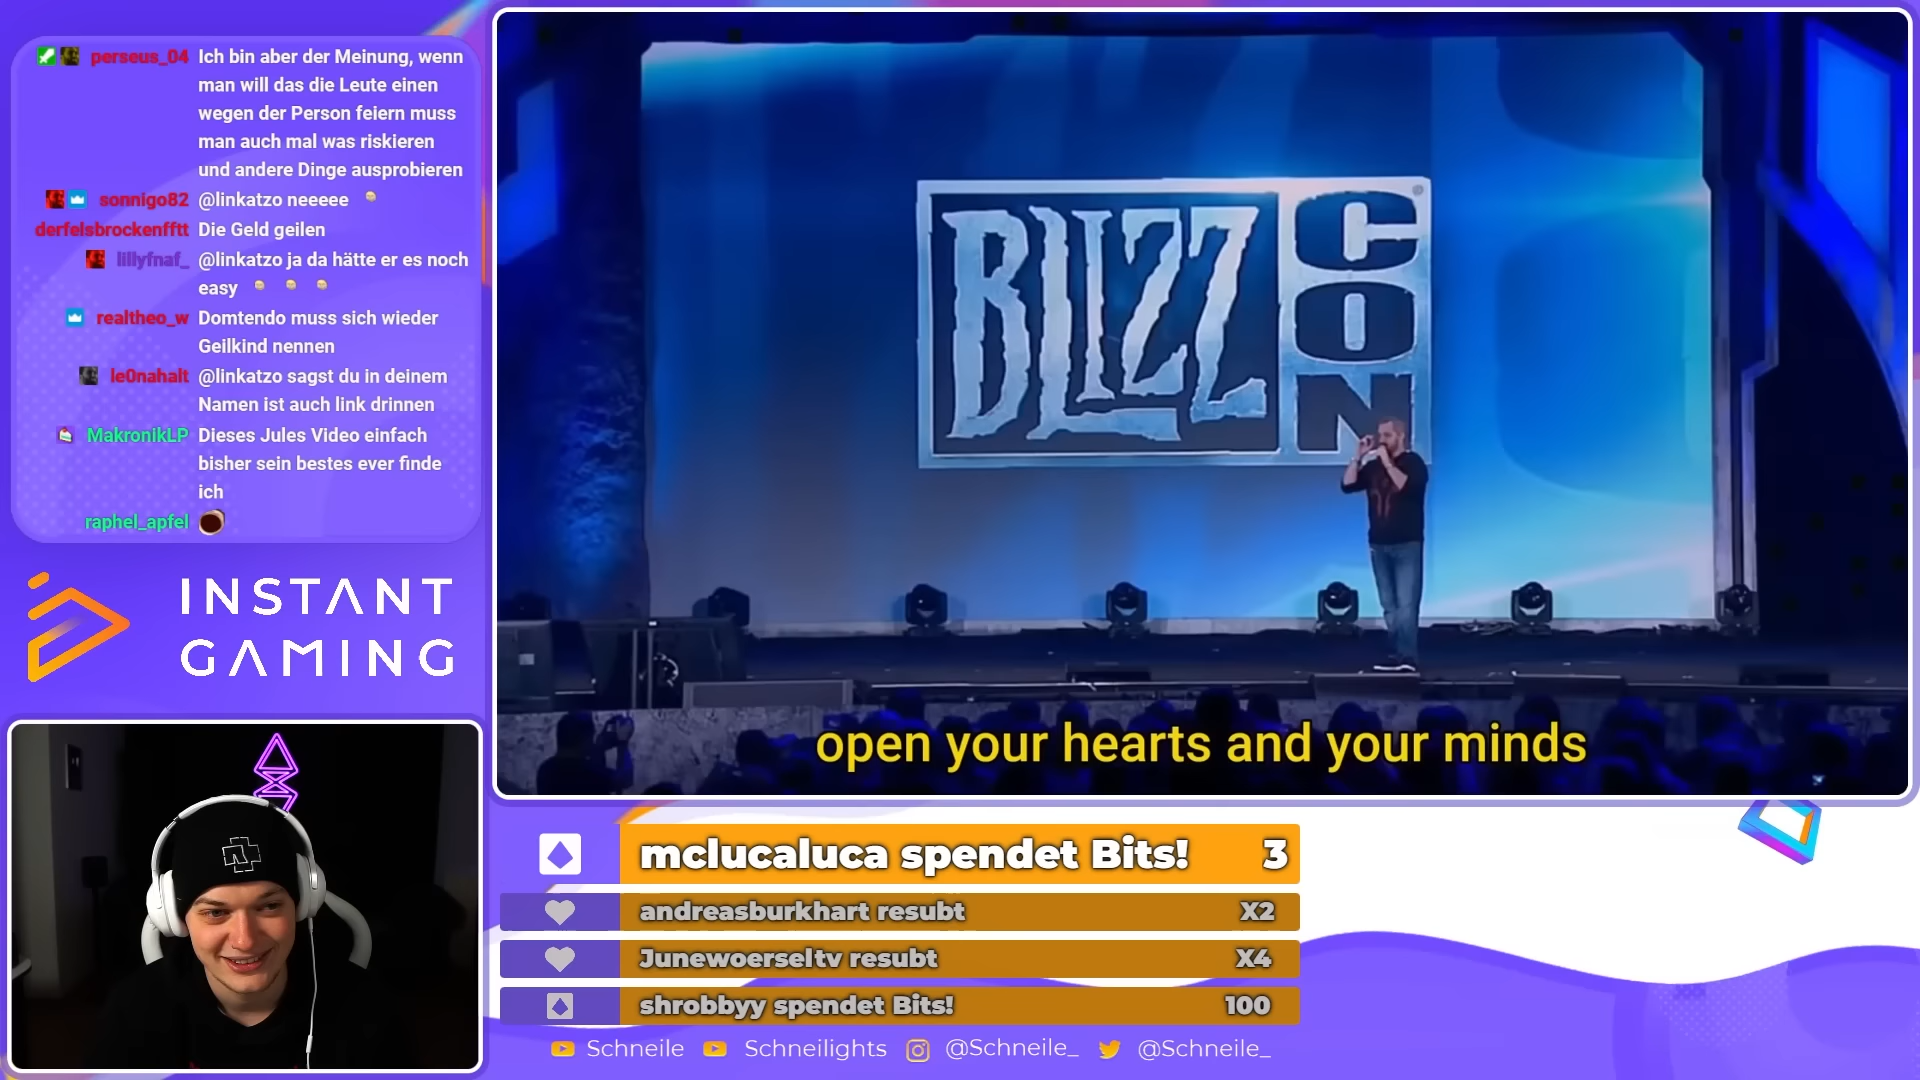 perseus_04 Ich bin aber der Meinung, wenn
man will das die Leute einen
wegen der Person feiern muss
man auch mal was riskieren
und andere Dinge ausprobieren
sonnigo82 @linkatzo neeeee
derfelsbrockenfftt Die Geld geilen
lillyfnaf_ @linkatzo ja da hätte er es noch
easy
realtheo_w Domtendo muss sich wieder
Geilkind nennen
le0nahalt @linkatzo sagst du in deinem
Namen ist auch link drinnen
MakronikLP Dieses Jules Video einfach
bisher sein bestes ever finde
ich
raphel_apfel
INSTANT
GAMING
BLIZZ
CON
open your hearts and your minds
mclucaluca spendet Bits! 3
andreasburkhart resubt X2
Junewoerseltv resubt X4
shrobbyy spendet Bits! 100
Schneile Schneilights @Schneile_ @Schneile_